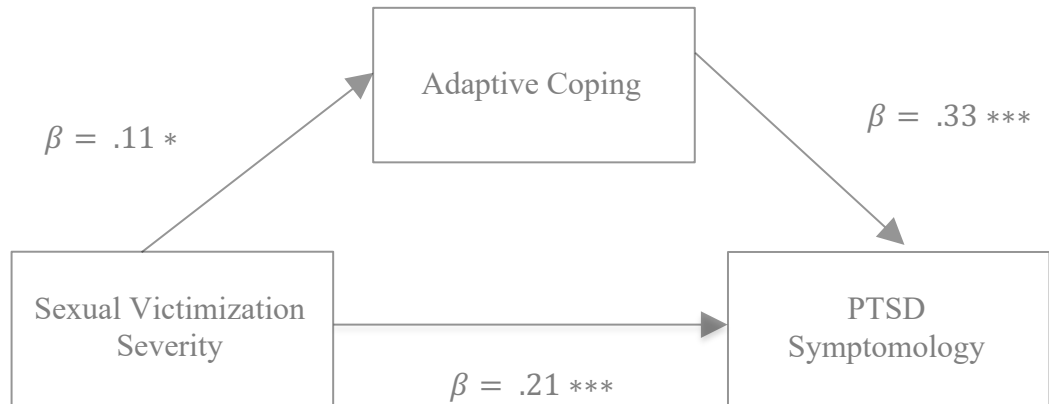 Adaptive Coping
β = .11 *
β = .33 ***
Sexual Victimization
Severity
PTSD
Symptomology
β = .21 ***